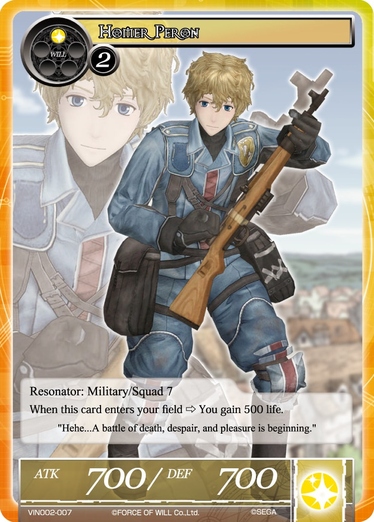 Homer Peron
WILL
2
Resonator: Military/Squad 7
When this card enters your field ⇨ You gain 500 life.
"Hehe...A battle of death, despair, and pleasure is beginning."
ATK 700 / DEF 700
VIN002-007 ©FORCE OF WILL Co.,Ltd. ©SEGA